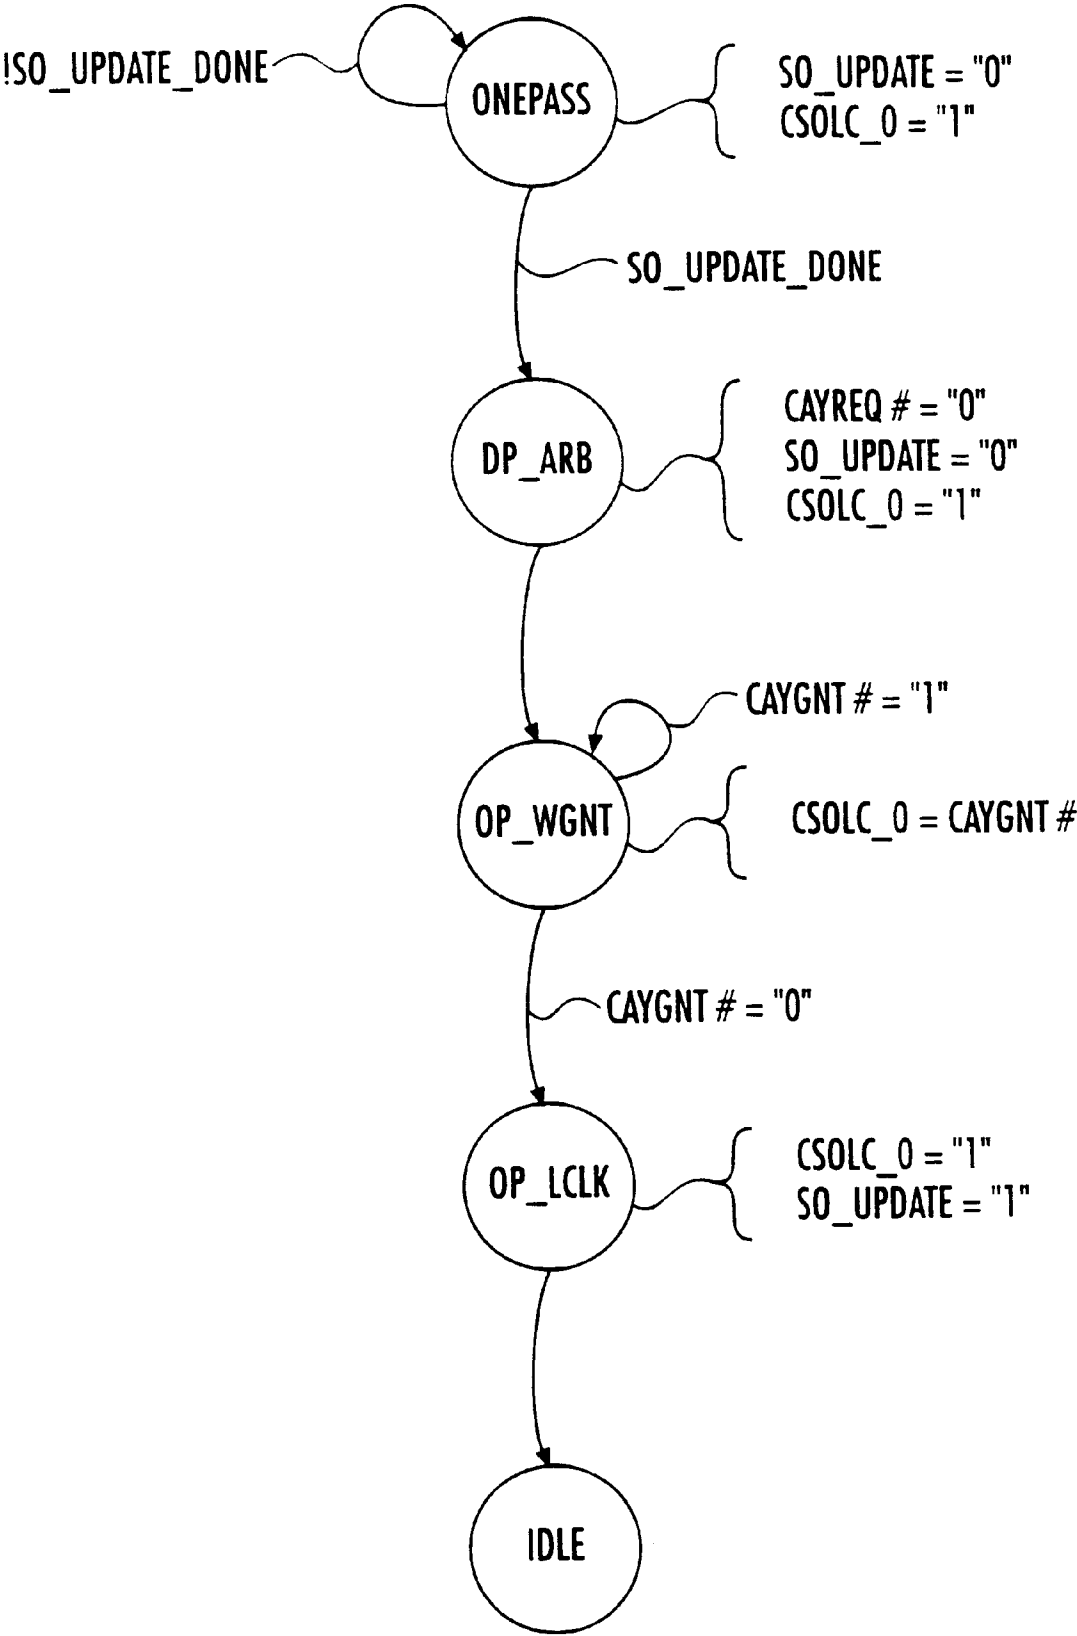 !SO_UPDATE_DONE
ONEPASS
SO_UPDATE = "0"
CSOLC_0 = "1"
SO_UPDATE_DONE
DP_ARB
CAYREQ # = "0"
SO_UPDATE = "0"
CSOLC_0 = "1"
CAYGNT # = "1"
OP_WGNT
CSOLC_0 = CAYGNT #
CAYGNT # = "0"
OP_LCLK
CSOLC_0 = "1"
SO_UPDATE = "1"
IDLE